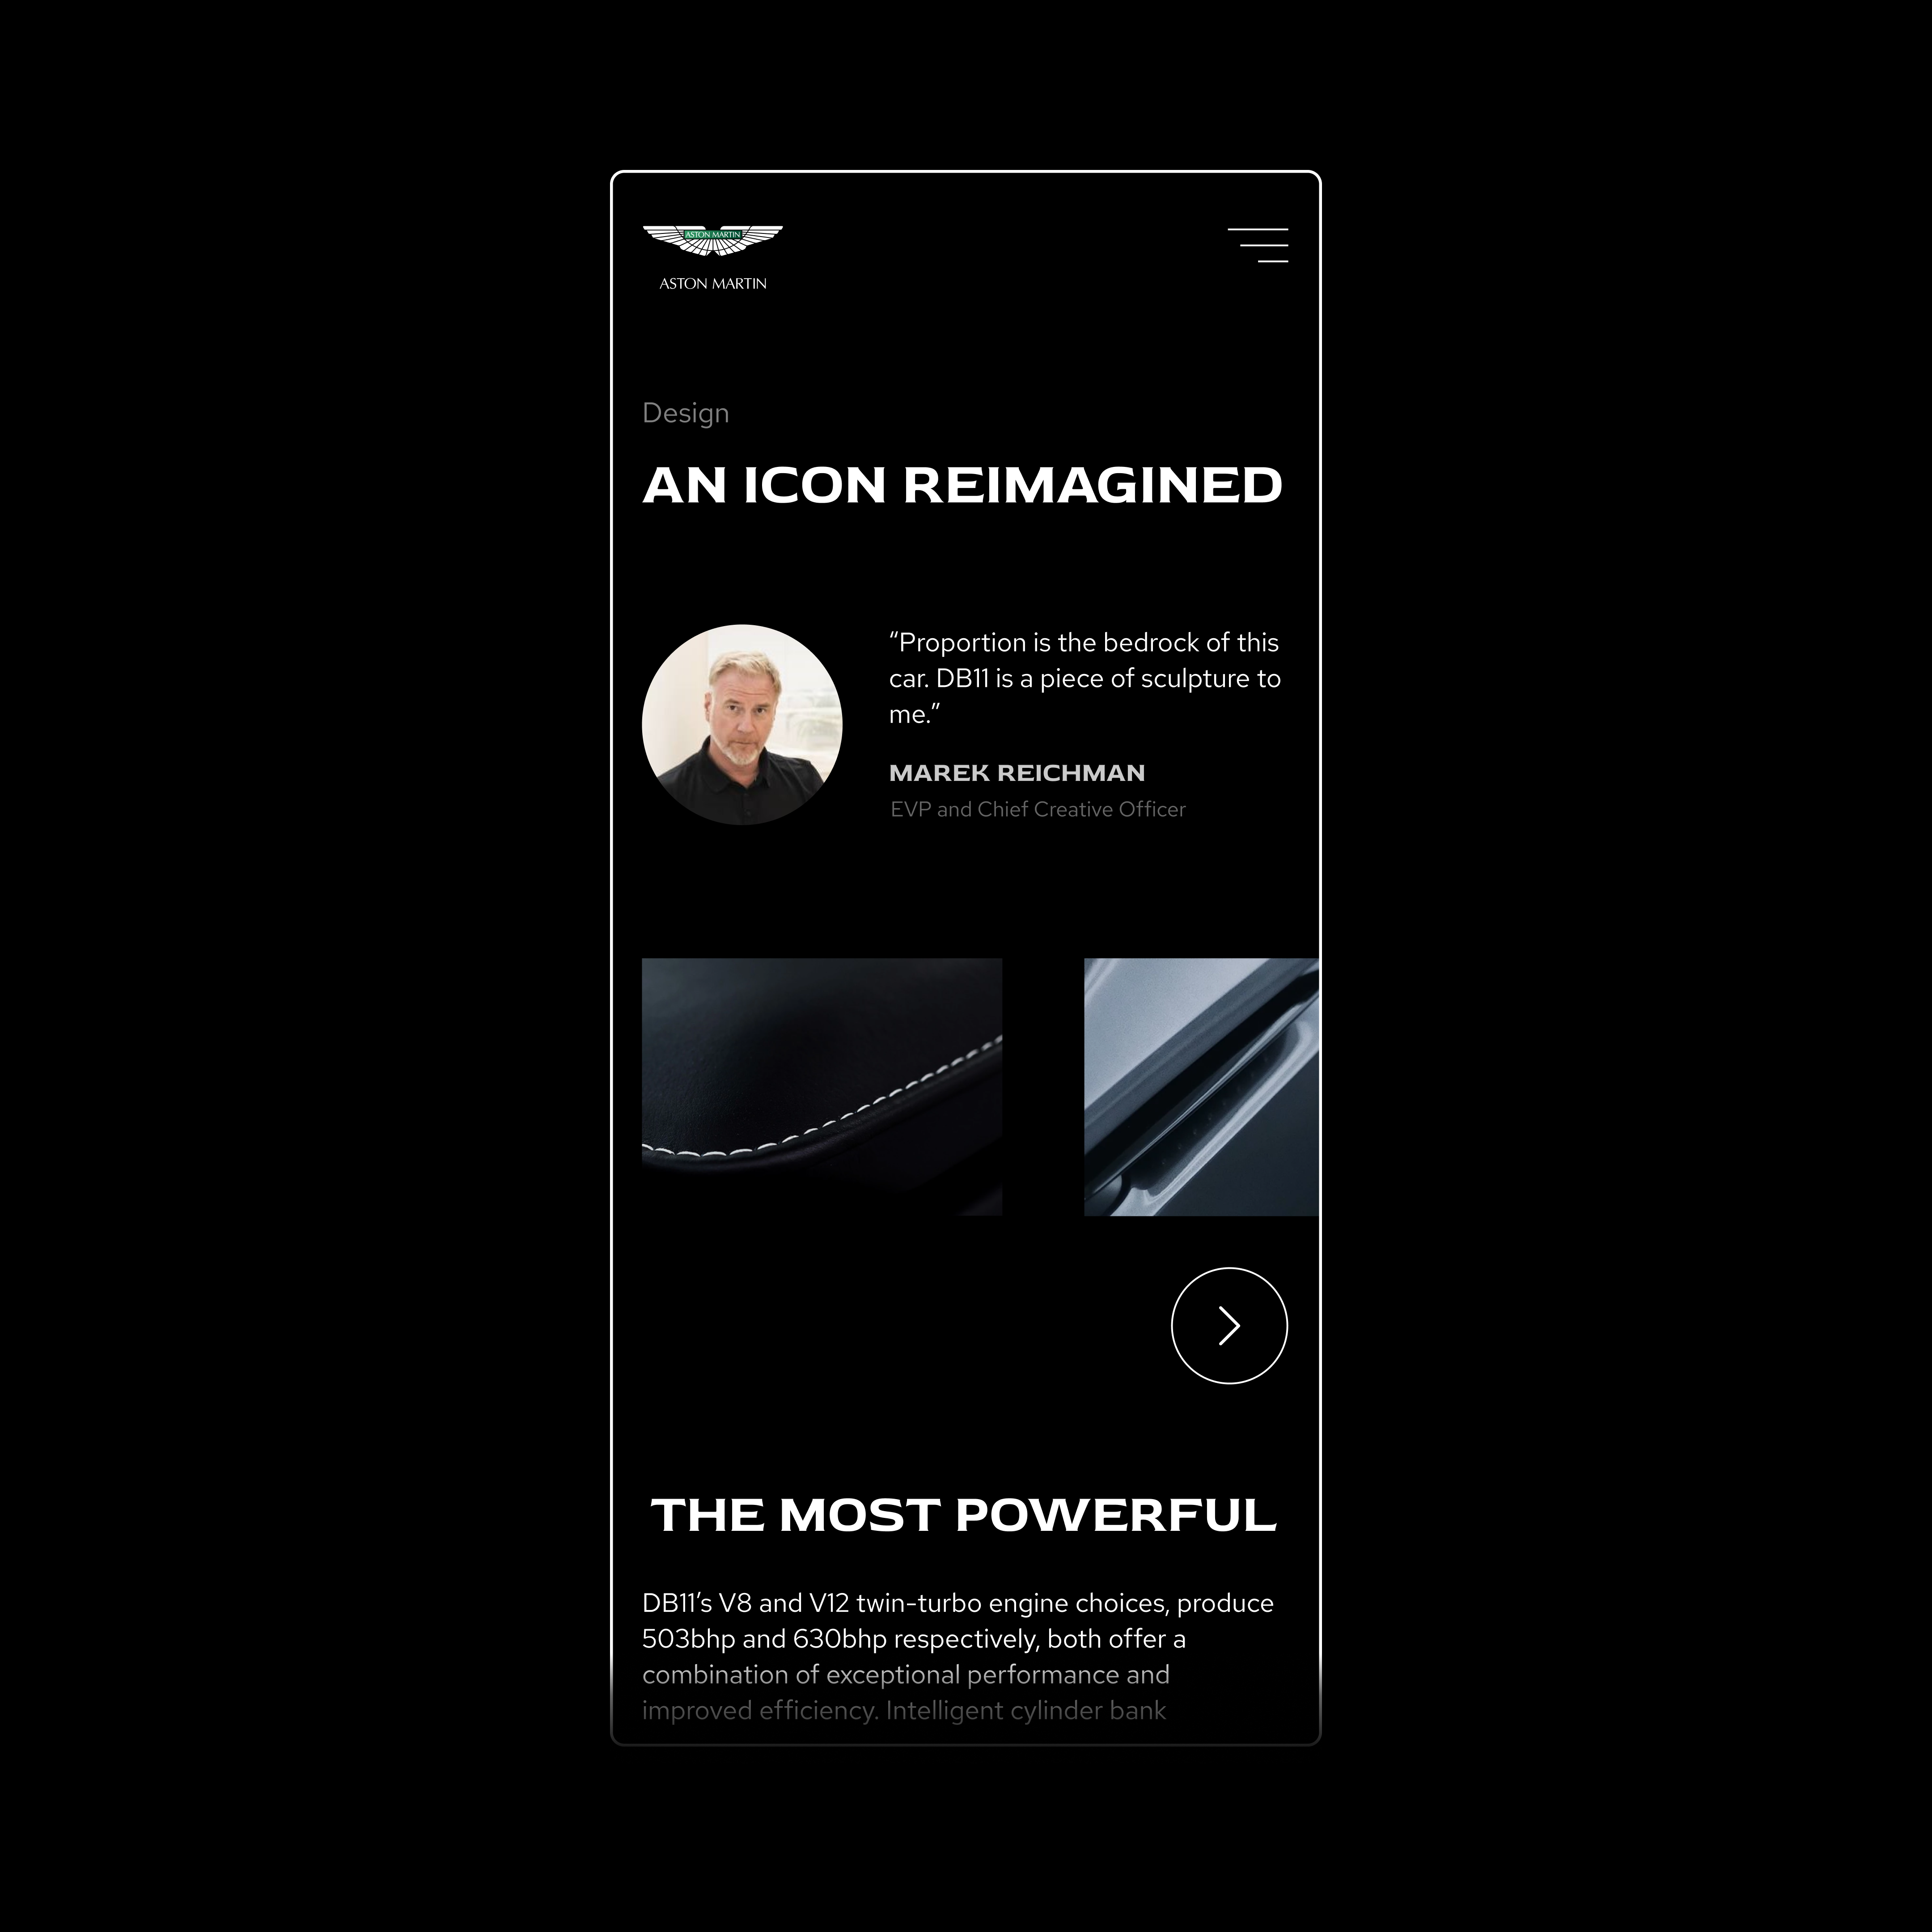 ASTON MARTIN
ASTON MARTIN
Design
AN ICON REIMAGINED
“Proportion is the bedrock of this
car. DB11 is a piece of sculpture to
me.”
MAREK REICHMAN
EVP and Chief Creative Officer
THE MOST POWERFUL
DB11’s V8 and V12 twin-turbo engine choices, produce
503bhp and 630bhp respectively, both offer a
combination of exceptional performance and
improved efficiency. Intelligent cylinder bank